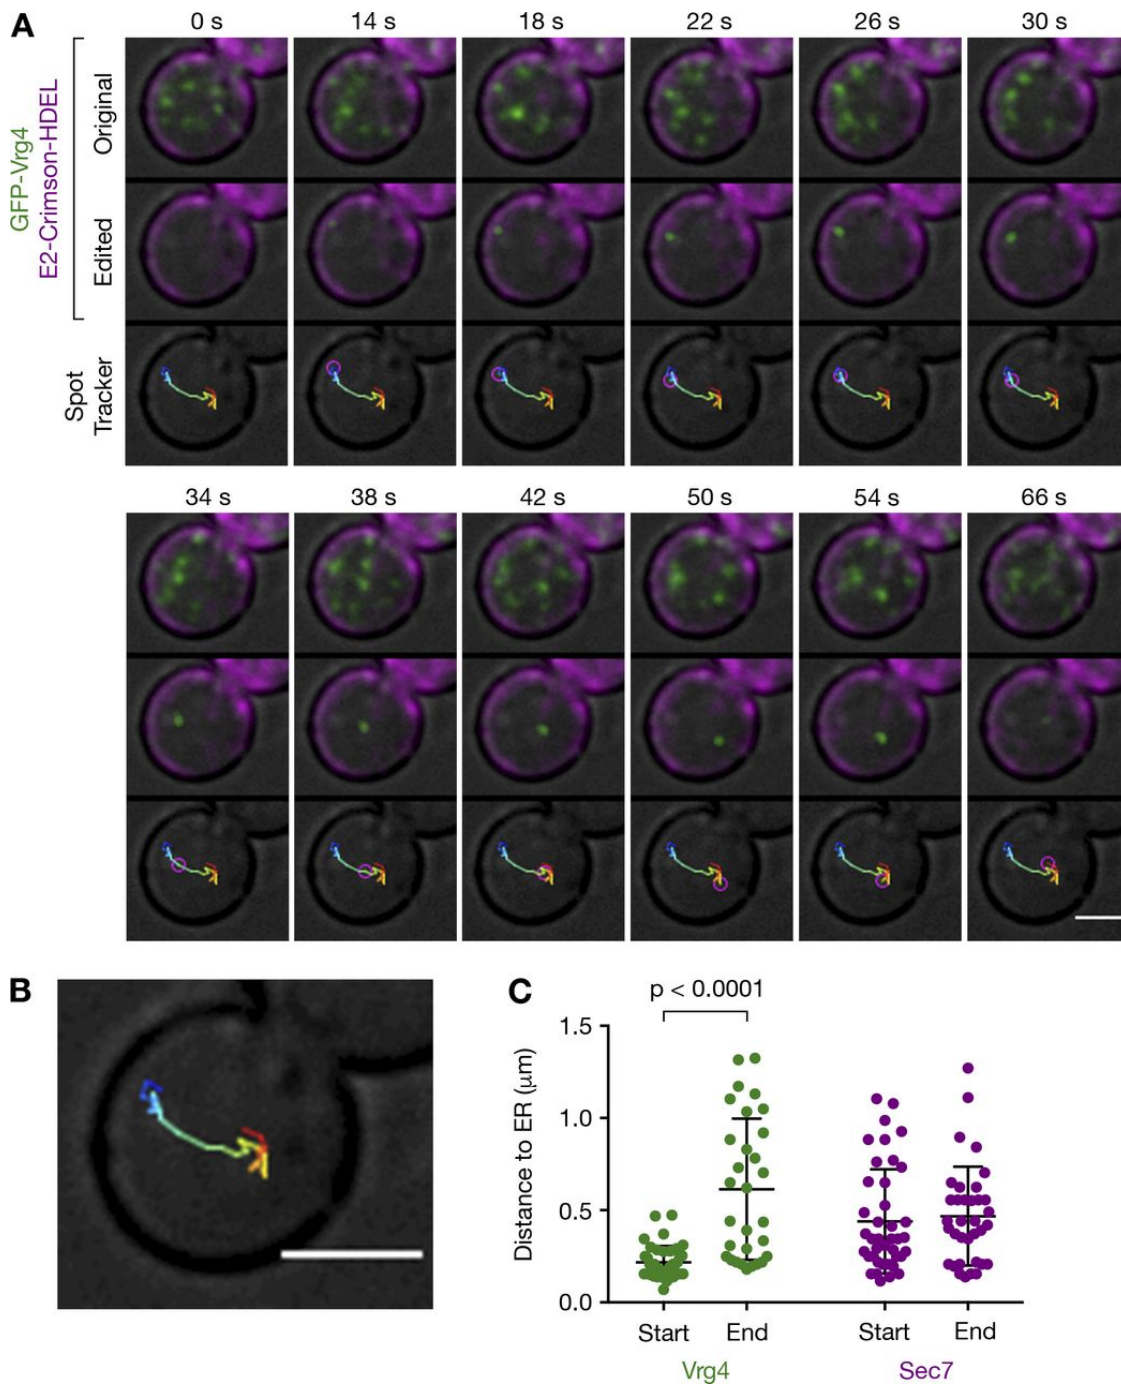 A
0 s 14 s 18 s 22 s 26 s 30 s
GFP-Vrg4
E2-Crimson-HDEL
Original
Edited
Spot
Tracker
34 s 38 s 42 s 50 s 54 s 66 s
B
C
p < 0.0001
Distance to ER (μm)
1.5
1.0
0.5
0.0
Start End Start End
Vrg4 Sec7